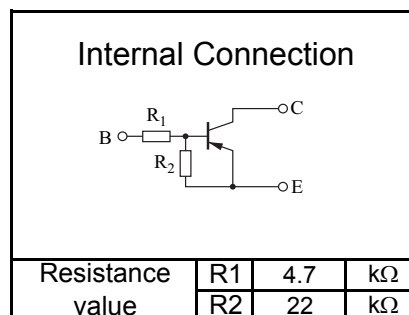 Internal Connection
C
R1
B
R2
E
Resistance value
R1 4.7 kΩ
R2 22 kΩ